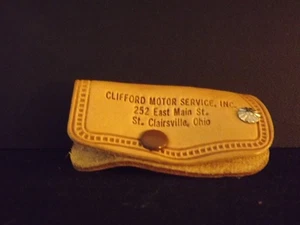 CLIFFORD MOTOR SERVICE, INC.
252 East Main St.
St. Clairsville, Ohio